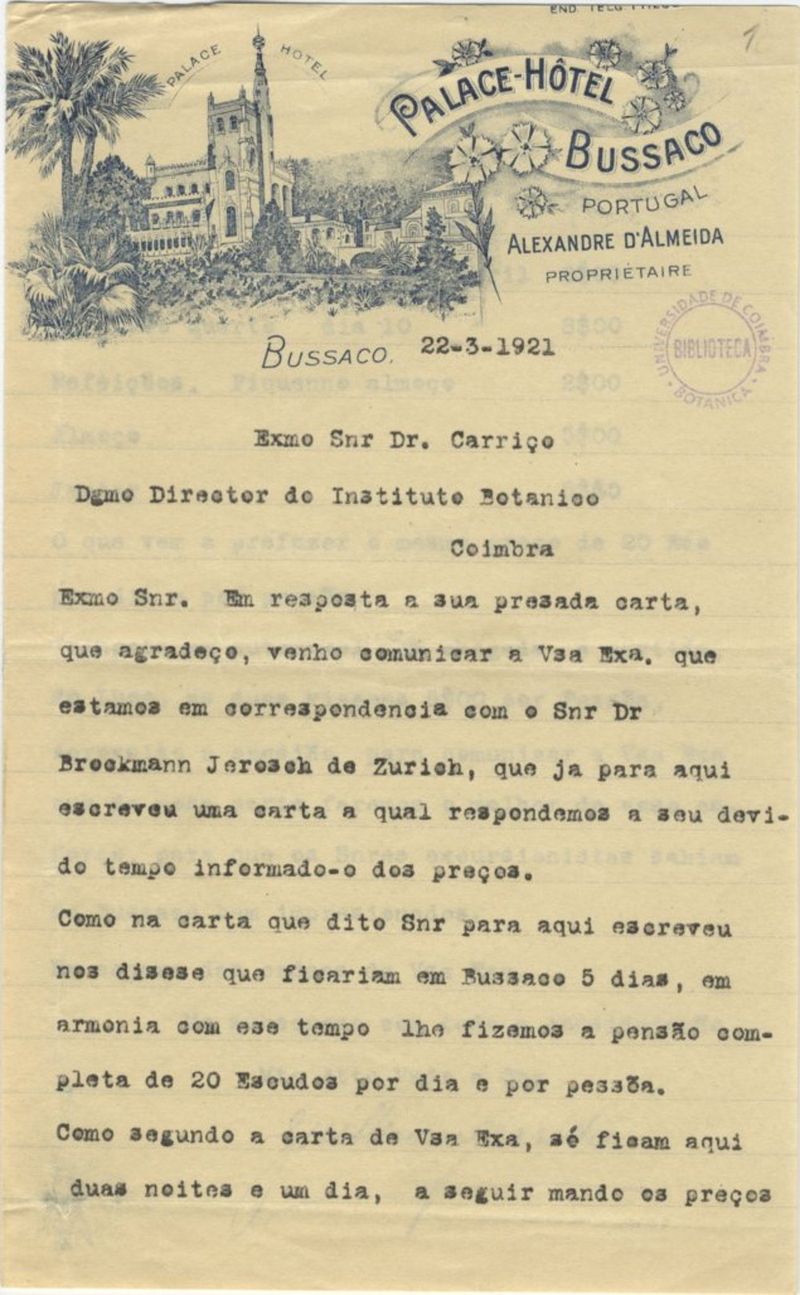 END. TELG.
1
PALACE HOTEL
PALACE-HÔTEL
BUSSACO
PORTUGAL
ALEXANDRE D'ALMEIDA
PROPRIÉTAIRE
UNIVERSIDADE DE COIMBRA
BIBLIOTECA
BOTANICA
BUSSACO, 22-3-1921
Exmo Snr Dr. Carriço
Dgmo Director do Instituto Botanico
Coimbra
Exmo Snr. Em resposta a sua presada carta,
que agradeço, venho comunicar a Vsa Exa. que
estamos em correspondencia com o Snr Dr
Brockmann Jerosch de Zurich, que ja para aqui
escreveu uma carta a qual respondemos a seu devi-
do tempo informado-o dos preços.
Como na carta que dito Snr para aqui escreveu
nos disese que ficariam em Bussaco 5 dias, em
armonia com ese tempo lhe fizemos a pensão com-
pleta de 20 Escudos por dia e por pessõa.
Como segundo a carta de Vsa Exa, sé ficam aqui
duas noites e um dia, a seguir mando os preços